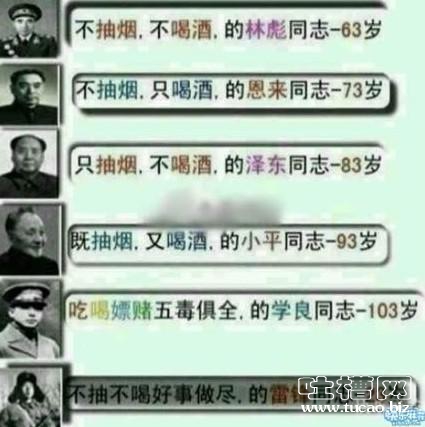 不抽烟,不喝酒,的林彪同志-63岁
不抽烟,只喝酒,的恩来同志-73岁
只抽烟,不喝酒,的泽东同志-83岁
既抽烟,又喝酒,的小平同志-93岁
吃喝嫖赌五毒俱全,的学良同志-103岁
不抽不喝好事做尽,的雷锋
吐槽网
www.tucao.biz